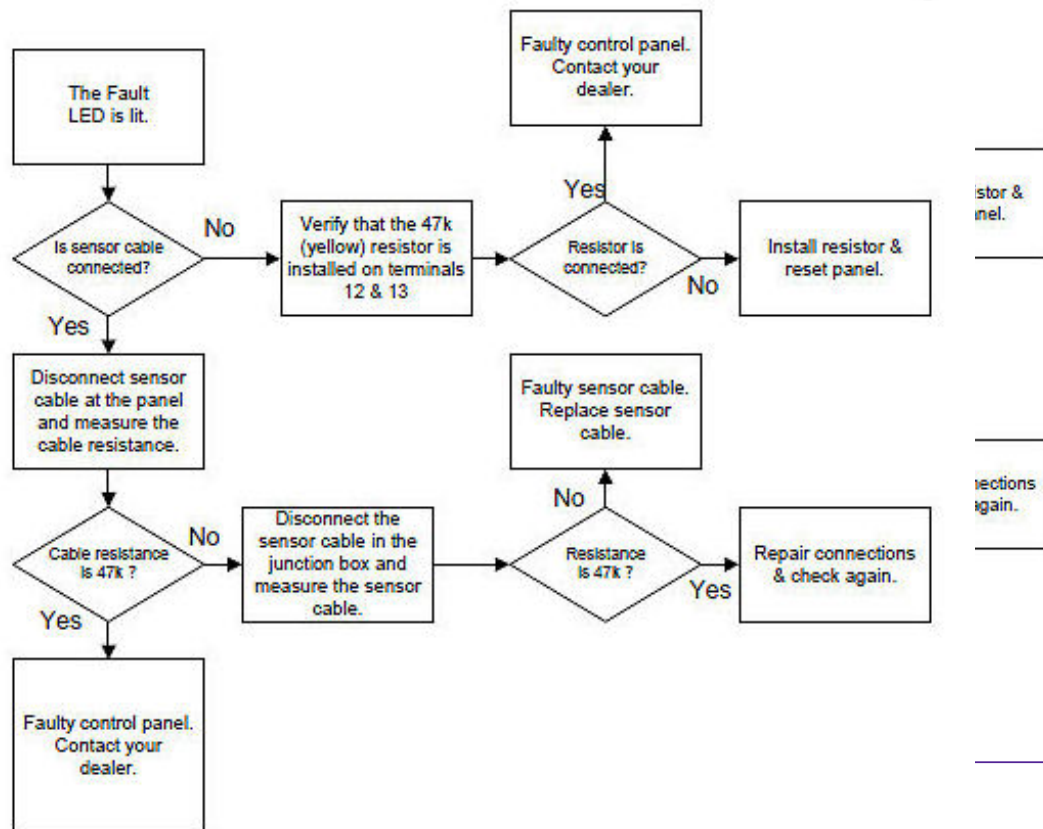 The Fault
LED is lit.
Is sensor cable
connected?
No
Verify that the 47k
(yellow) resistor is
installed on terminals
12 & 13
Resistor is
connected?
Yes
Faulty control panel.
Contact your
dealer.
No
Install resistor &
reset panel.
Yes
Disconnect sensor
cable at the panel
and measure the
cable resistance.
Cable resistance
is 47k ?
No
Disconnect the
sensor cable in the
junction box and
measure the sensor
cable.
Resistance
is 47k ?
No
Faulty sensor cable.
Replace sensor
cable.
Yes
Repair connections
& check again.
Yes
Faulty control panel.
Contact your
dealer.
istor &
nel.
nections
gain.